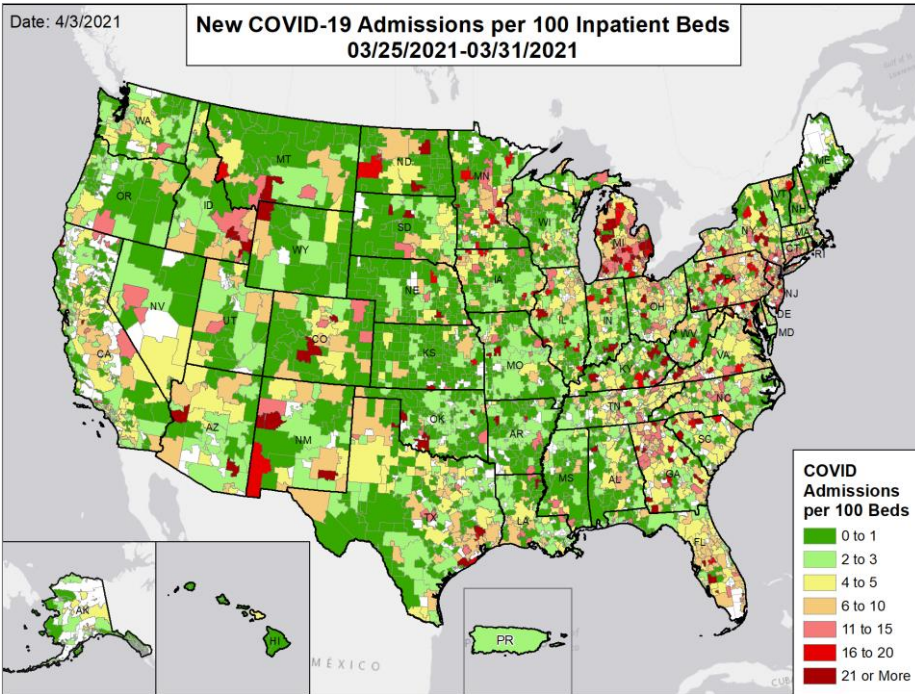 Date: 4/3/2021
New COVID-19 Admissions per 100 Inpatient Beds
03/25/2021-03/31/2021
WA
MT
ND
MN
ME
OR
ID
WY
SD
WI
MI
VT
NH
MA
CT
RI
NV
UT
CO
NE
IA
IL
IN
OH
PA
NJ
DE
MD
CA
KS
MO
KY
WV
VA
AZ
NM
OK
AR
TN
NC
SC
MS
AL
GA
TX
LA
FL
AK
HI
PR
MÉXICO
CUBA
COVID
Admissions
per 100 Beds
0 to 1
2 to 3
4 to 5
6 to 10
11 to 15
16 to 20
21 or More